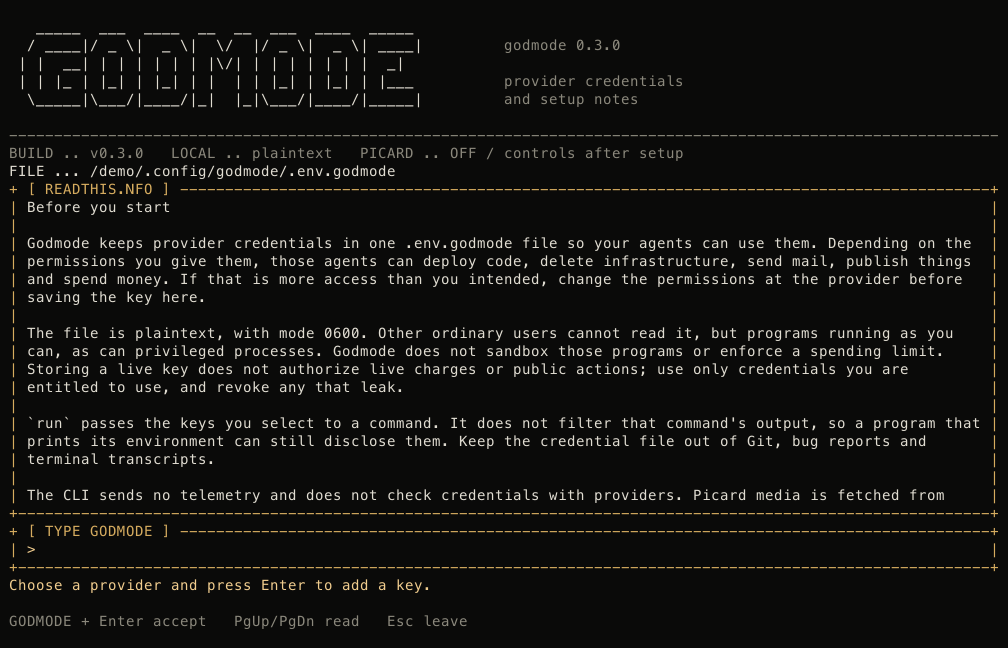 GODMODE
godmode 0.3.0
provider credentials
and setup notes
BUILD .. v0.3.0   LOCAL .. plaintext   PICARD .. OFF / controls after setup
FILE ... /demo/.config/godmode/.env.godmode
+ [ READTHIS.NFO ]
Before you start
Godmode keeps provider credentials in one .env.godmode file so your agents can use them. Depending on the
permissions you give them, those agents can deploy code, delete infrastructure, send mail, publish things
and spend money. If that is more access than you intended, change the permissions at the provider before
saving the key here.
The file is plaintext, with mode 0600. Other ordinary users cannot read it, but programs running as you
can, as can privileged processes. Godmode does not sandbox those programs or enforce a spending limit.
Storing a live key does not authorize live charges or public actions; use only credentials you are
entitled to use, and revoke any that leak.
`run` passes the keys you select to a command. It does not filter that command's output, so a program that
prints its environment can still disclose them. Keep the credential file out of Git, bug reports and
terminal transcripts.
The CLI sends no telemetry and does not check credentials with providers. Picard media is fetched from
+ [ TYPE GODMODE ]
>
Choose a provider and press Enter to add a key.
GODMODE + Enter accept   PgUp/PgDn read   Esc leave